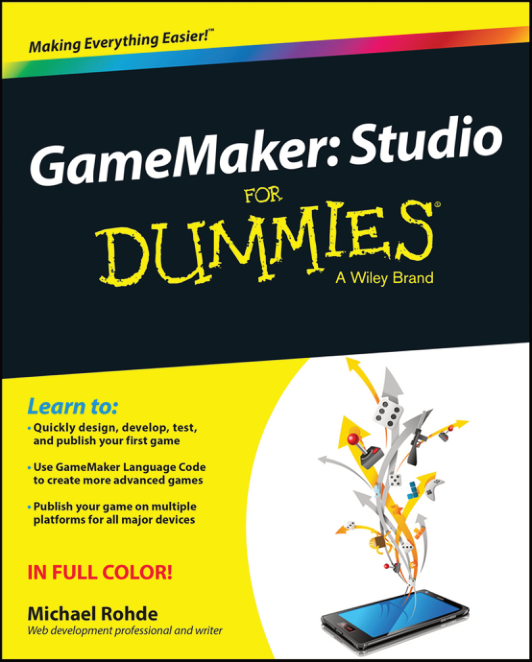 Making Everything Easier!™
GameMaker: Studio
FOR
DUMMIES®
A Wiley Brand
Learn to:
• Quickly design, develop, test,
and publish your first game
• Use GameMaker Language Code
to create more advanced games
• Publish your game on multiple
platforms for all major devices
IN FULL COLOR!
Michael Rohde
Web development professional and writer